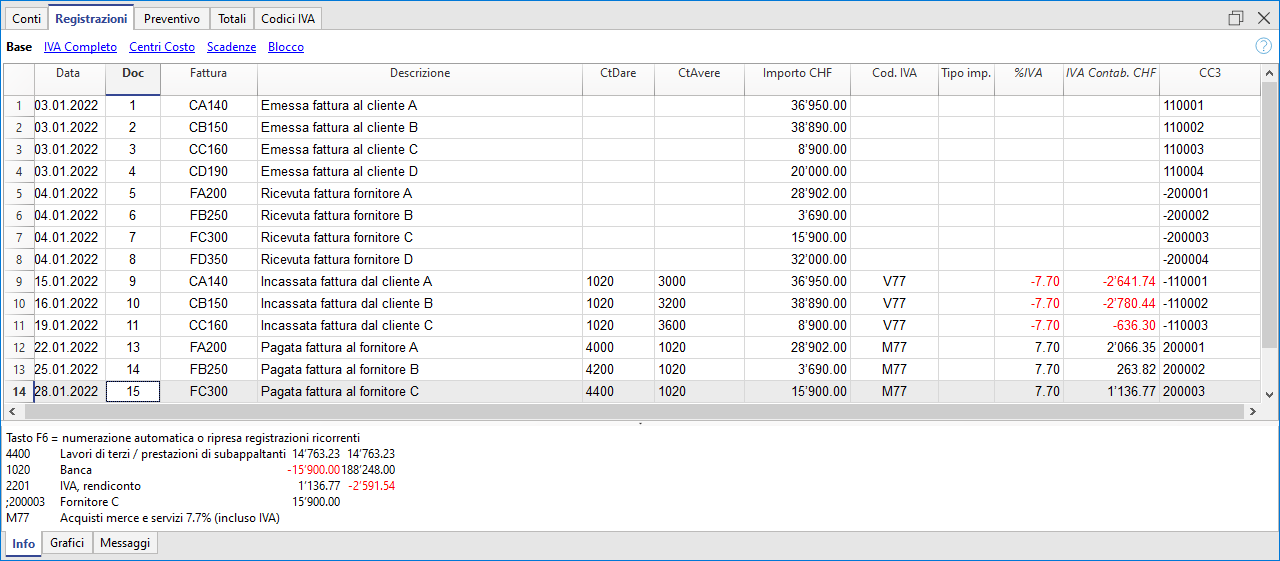 Conti Registrazioni Preventivo Totali Codici IVA
Base IVA Completo Centri Costo Scadenze Blocco ?
Data Doc Fattura Descrizione CtDare CtAvere Importo CHF Cod. IVA Tipo imp. %IVA IVA Contab. CHF CC3
1 03.01.2022 1 CA140 Emessa fattura al cliente A 36'950.00 110001
2 03.01.2022 2 CB150 Emessa fattura al cliente B 38'890.00 110002
3 03.01.2022 3 CC160 Emessa fattura al cliente C 8'900.00 110003
4 03.01.2022 4 CD190 Emessa fattura al cliente D 20'000.00 110004
5 04.01.2022 5 FA200 Ricevuta fattura fornitore A 28'902.00 -200001
6 04.01.2022 6 FB250 Ricevuta fattura fornitore B 3'690.00 -200002
7 04.01.2022 7 FC300 Ricevuta fattura fornitore C 15'900.00 -200003
8 04.01.2022 8 FD350 Ricevuta fattura fornitore D 32'000.00 -200004
9 15.01.2022 9 CA140 Incassata fattura dal cliente A 1020 3000 36'950.00 V77 -7.70 -2'641.74 -110001
10 16.01.2022 10 CB150 Incassata fattura dal cliente B 1020 3200 38'890.00 V77 -7.70 -2'780.44 -110002
11 19.01.2022 11 CC160 Incassata fattura dal cliente C 1020 3600 8'900.00 V77 -7.70 -636.30 -110003
12 22.01.2022 13 FA200 Pagata fattura al fornitore A 4000 1020 28'902.00 M77 7.70 2'066.35 200001
13 25.01.2022 14 FB250 Pagata fattura al fornitore B 4200 1020 3'690.00 M77 7.70 263.82 200002
14 28.01.2022 15 FC300 Pagata fattura al fornitore C 4400 1020 15'900.00 M77 7.70 1'136.77 200003
Tasto F6 = numerazione automatica o ripresa registrazioni ricorrenti
4400 Lavori di terzi / prestazioni di subappaltanti 14'763.23 14'763.23
1020 Banca -15'900.00 188'248.00
2201 IVA, rendiconto 1'136.77 -2'591.54
;200003 Fornitore C 15'900.00
M77 Acquisti merce e servizi 7.7% (incluso IVA)
Info Grafici Messaggi